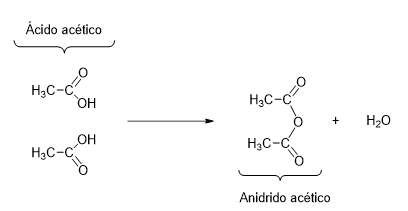 Ácido acético
H₃C–C
O
OH
H₃C–C
OH
O
H₃C–C
O
O
H₃C–C
O
+
H₂O
Anidrido acético